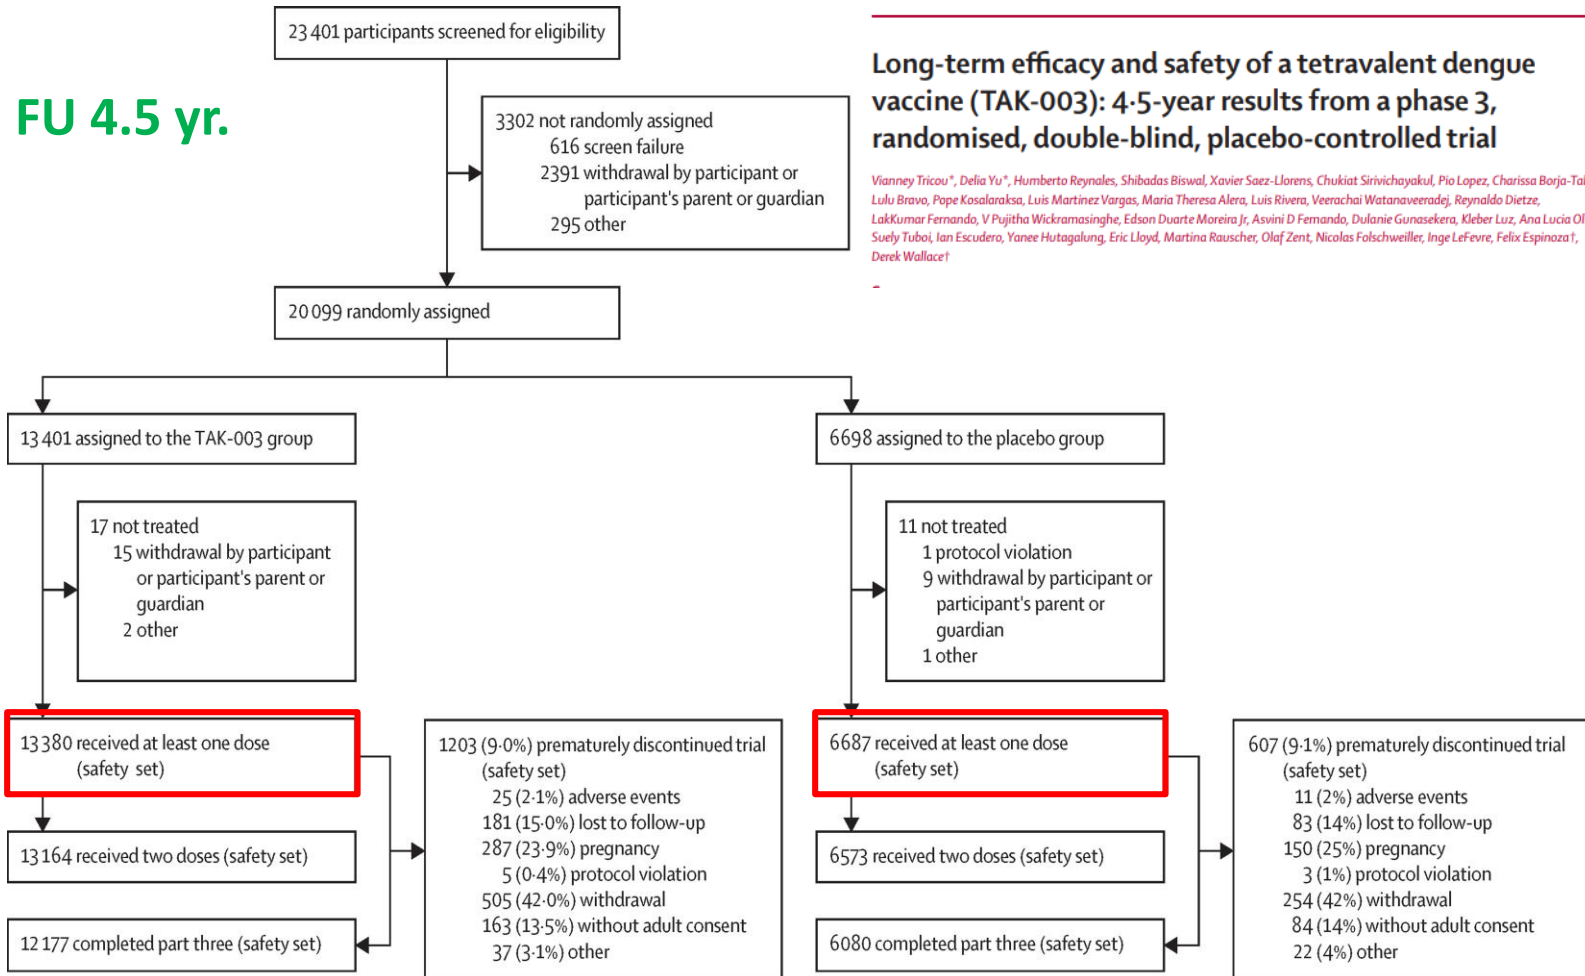 23 401 participants screened for eligibility
FU 4.5 yr.
Long-term efficacy and safety of a tetravalent dengue
vaccine (TAK-003): 4·5-year results from a phase 3,
randomised, double-blind, placebo-controlled trial
Vianney Tricou*, Delia Yu*, Humberto Reynales, Shibadas Biswal, Xavier Saez-Llorens, Chukiat Sirivichayakul, Pio Lopez, Charissa Borja-Tab
Lulu Bravo, Pope Kosalaraksa, Luis Martinez Vargas, Maria Theresa Alera, Luis Rivera, Veerachai Watanaveeradej, Reynaldo Dietze,
LakKumar Fernando, V Pujitha Wickramasinghe, Edson Duarte Moreira Jr, Asvini D Fernando, Dulanie Gunasekera, Kleber Luz, Ana Lucia Ol
Suely Tuboi, Ian Escudero, Yanee Hutagalung, Eric Lloyd, Martina Rauscher, Olaf Zent, Nicolas Folschweiller, Inge LeFevre, Felix Espinoza†,
Derek Wallace†
3302 not randomly assigned
616 screen failure
2391 withdrawal by participant or
participant's parent or guardian
295 other
20 099 randomly assigned
13 401 assigned to the TAK-003 group
6698 assigned to the placebo group
17 not treated
15 withdrawal by participant
or participant's parent or
guardian
2 other
11 not treated
1 protocol violation
9 withdrawal by participant or
participant's parent or
guardian
1 other
13 380 received at least one dose
(safety set)
1203 (9·0%) prematurely discontinued trial
(safety set)
25 (2·1%) adverse events
181 (15·0%) lost to follow-up
287 (23·9%) pregnancy
5 (0·4%) protocol violation
505 (42·0%) withdrawal
163 (13·5%) without adult consent
37 (3·1%) other
6687 received at least one dose
(safety set)
607 (9·1%) prematurely discontinued trial
(safety set)
11 (2%) adverse events
83 (14%) lost to follow-up
150 (25%) pregnancy
3 (1%) protocol violation
254 (42%) withdrawal
84 (14%) without adult consent
22 (4%) other
13 164 received two doses (safety set)
6573 received two doses (safety set)
12 177 completed part three (safety set)
6080 completed part three (safety set)